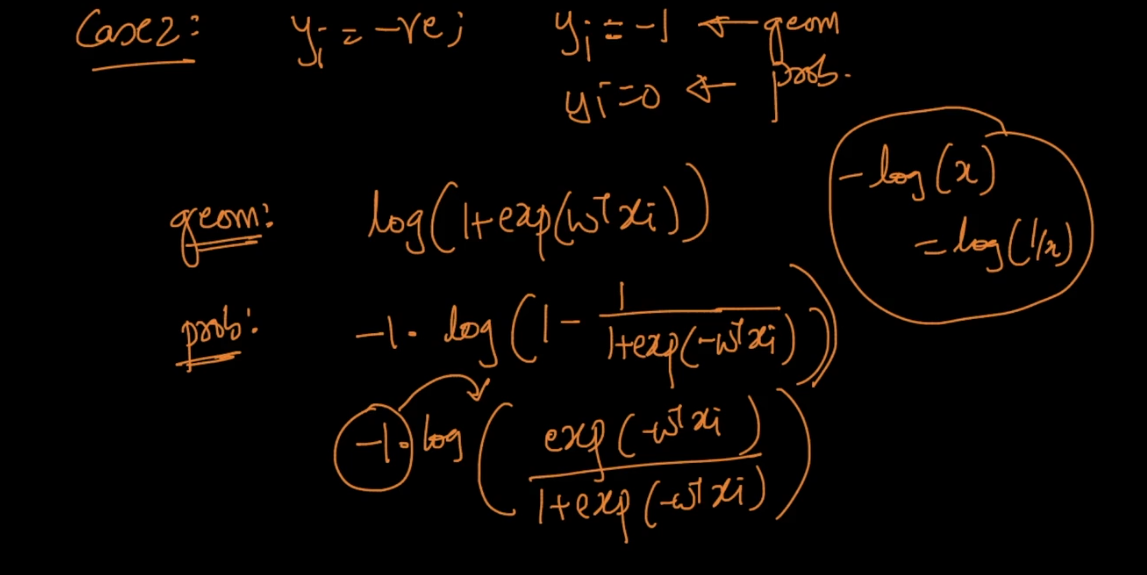 Case2: yᵢ = -ve; yᵢ = -1 ← geom
yᵢ=0 ← prob.
-log(x)
= log(1/x)
geom: log(1+exp(wᵀxᵢ))
prob: -1 · log(1 - 1/(1+exp(-wᵀxᵢ)))
-1 · log(exp(-wᵀxᵢ)/(1+exp(-wᵀxᵢ)))